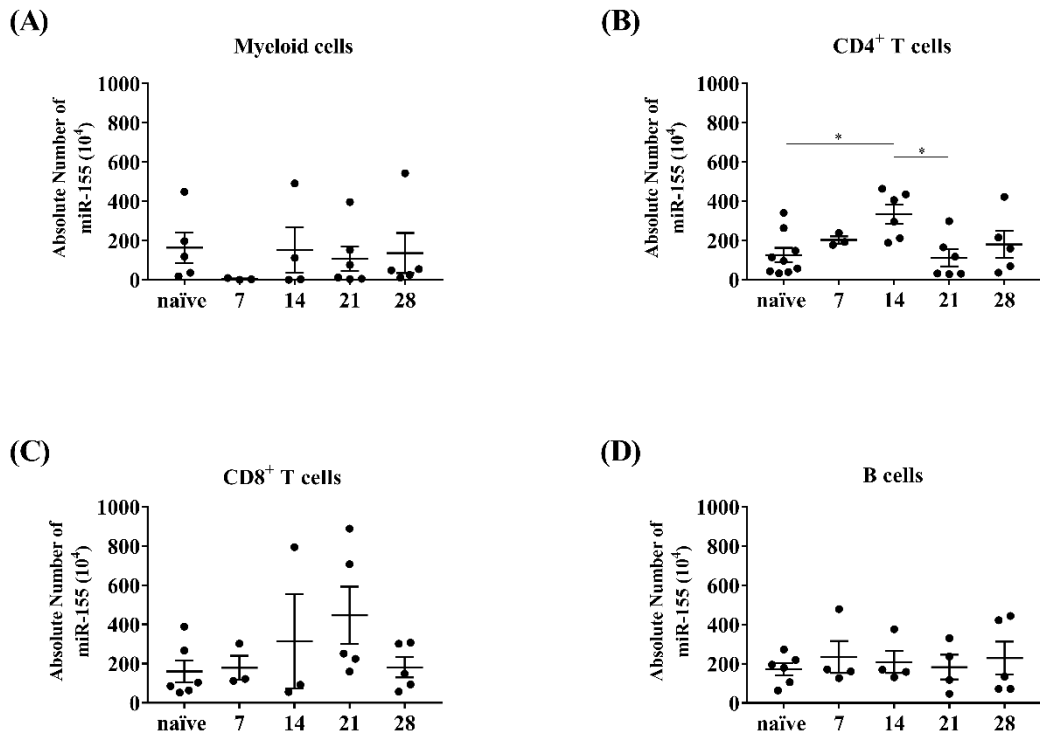 (A)
Myeloid cells
Absolute Number of
miR-155 (10⁴)
1000
800
600
400
200
0
naïve 7 14 21 28
(B)
CD4⁺ T cells
Absolute Number of
miR-155 (10⁴)
1000
800
600
400
200
0
* *
naïve 7 14 21 28
(C)
CD8⁺ T cells
Absolute Number of
miR-155 (10⁴)
1000
800
600
400
200
0
naïve 7 14 21 28
(D)
B cells
Absolute Number of
miR-155 (10⁴)
1000
800
600
400
200
0
naïve 7 14 21 28